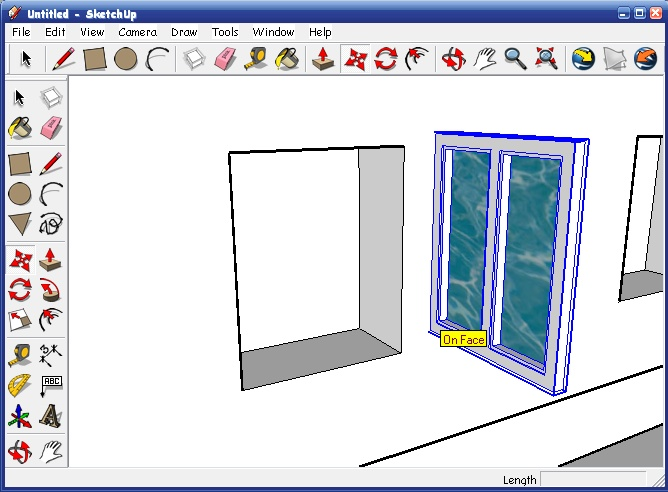 Untitled - SketchUp
File Edit View Camera Draw Tools Window Help
On Face
ABC
A
Length